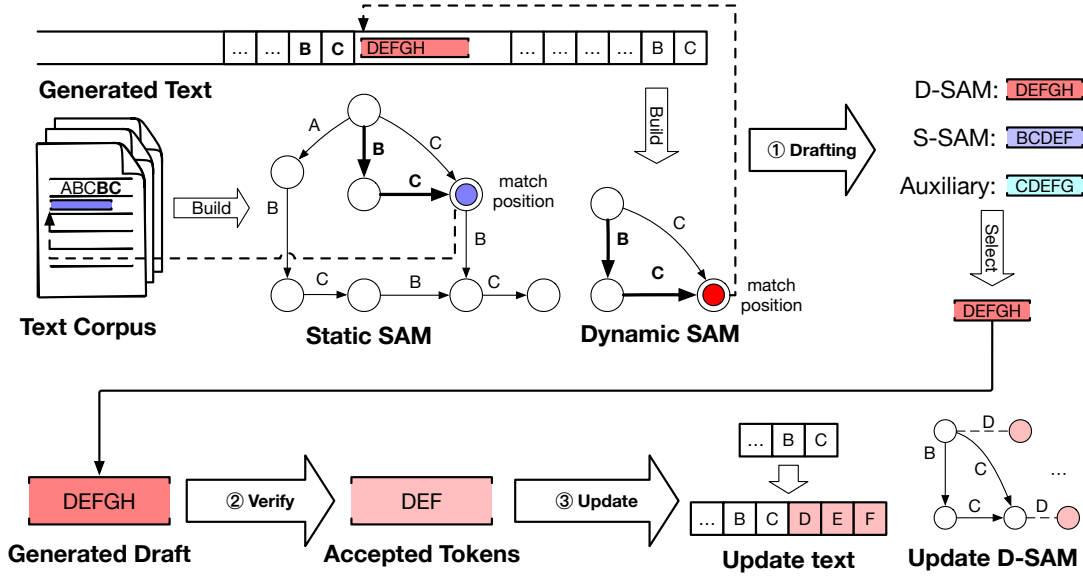 ... ... B C DEFGH ... ... ... ... B C
Generated Text
ABCBC
Build
Text Corpus
A
B
C
B
C
match
position
B
C
B
C
Static SAM
Build
B
C
C
match
position
Dynamic SAM
① Drafting
D-SAM: DEFGH
S-SAM: BCDEF
Auxiliary: CDEFG
Select
DEFGH
DEFGH
Generated Draft
② Verify
DEF
Accepted Tokens
③ Update
... B C
... B C D E F
Update text
D
B
C
...
C
D
Update D-SAM